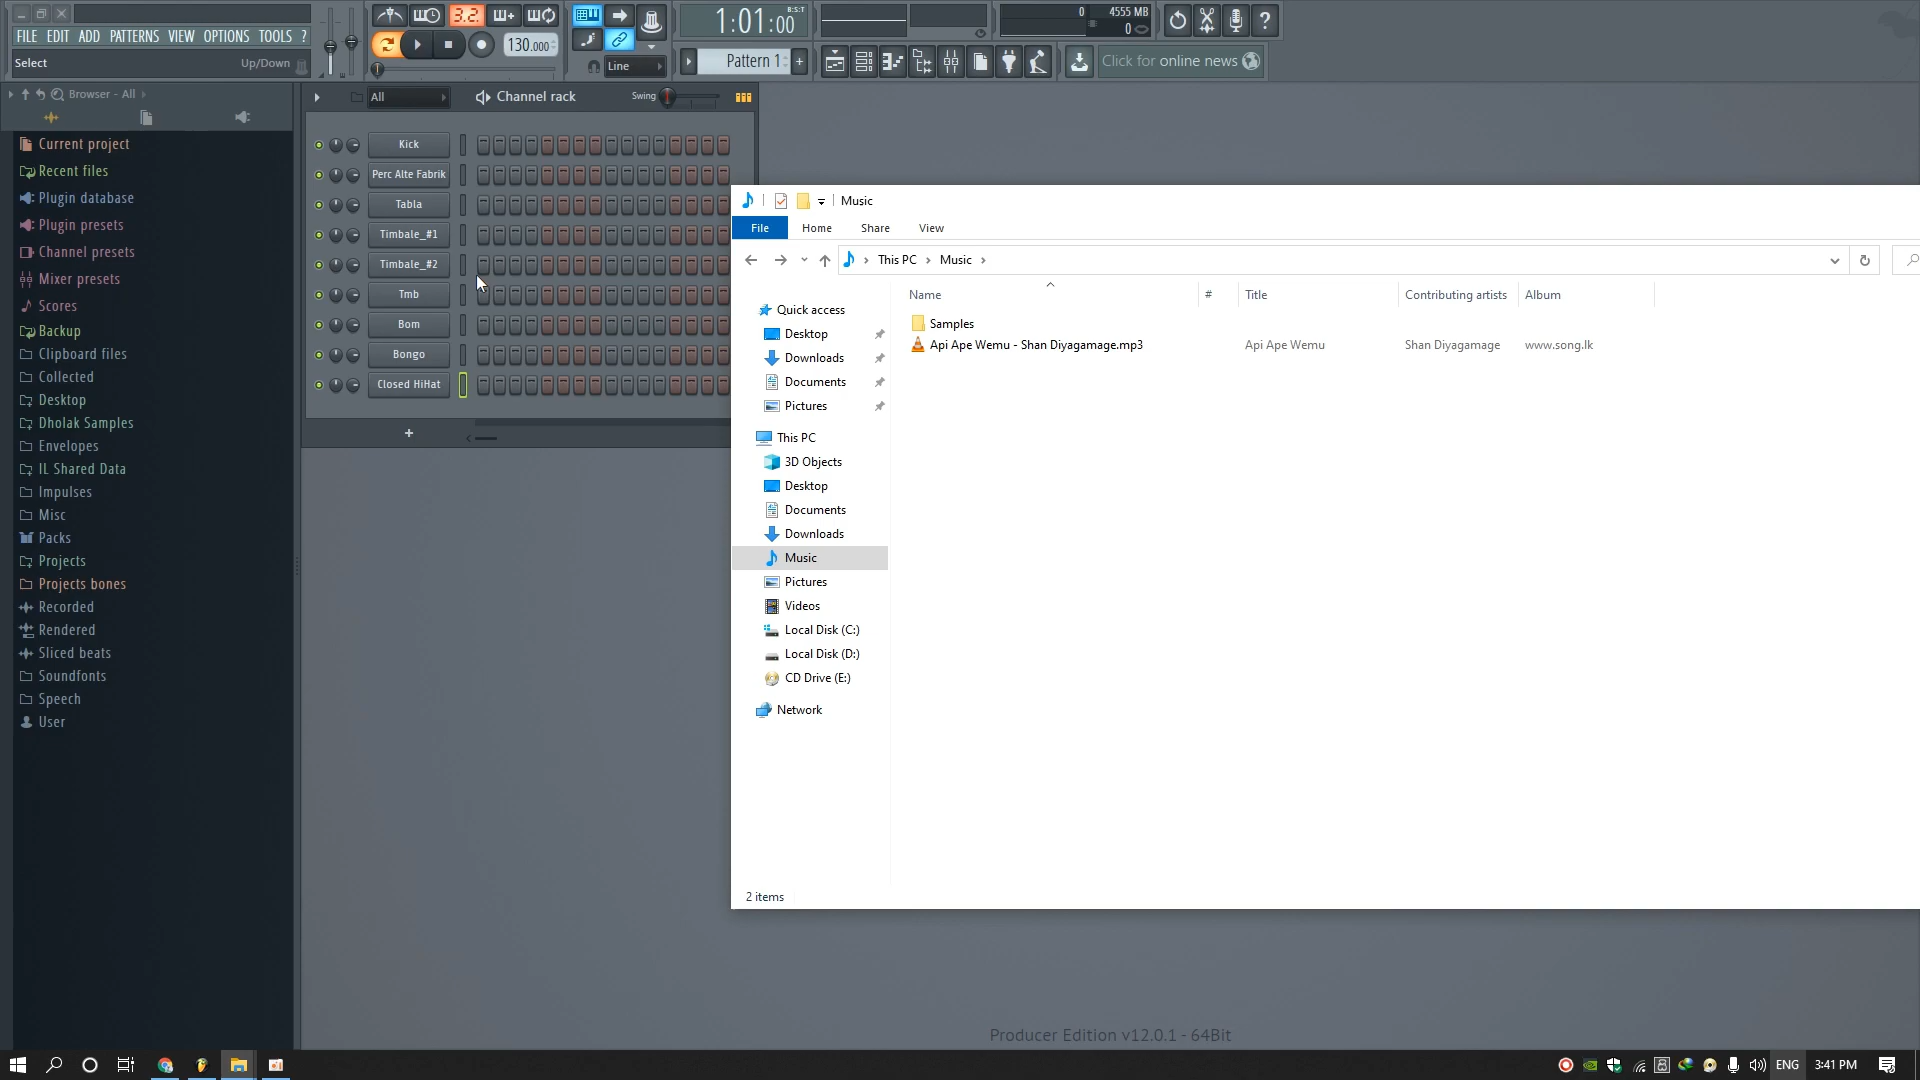 FILE EDIT ADD PATTERNS VIEW OPTIONS TOOLS ?
Select Up/Down
3.2.
130.000
Line
1:01:00
B:S:T
Pattern 1
+
0 4555 MB
0
Click for online news
Browser - All
Current project
Recent files
Plugin database
Plugin presets
Channel presets
Mixer presets
Scores
Backup
Clipboard files
Collected
Desktop
Dholak Samples
Envelopes
IL Shared Data
Impulses
Misc
Packs
Projects
Projects bones
Recorded
Rendered
Sliced beats
Soundfonts
Speech
User
All
Channel rack
Swing
Kick
Perc Alte Fabrik
Tabla
Timbale_#1
Timbale_#2
Tmb
Bom
Bongo
Closed HiHat
+
Music
File Home Share View
This PC › Music ›
Name # Title Contributing artists Album
Samples
Api Ape Wemu - Shan Diyagamage.mp3 Api Ape Wemu Shan Diyagamage www.song.lk
Quick access
Desktop
Downloads
Documents
Pictures
This PC
3D Objects
Desktop
Documents
Downloads
Music
Pictures
Videos
Local Disk (C:)
Local Disk (D:)
CD Drive (E:)
Network
2 items
Producer Edition v12.0.1 - 64Bit
ENG 3:41 PM